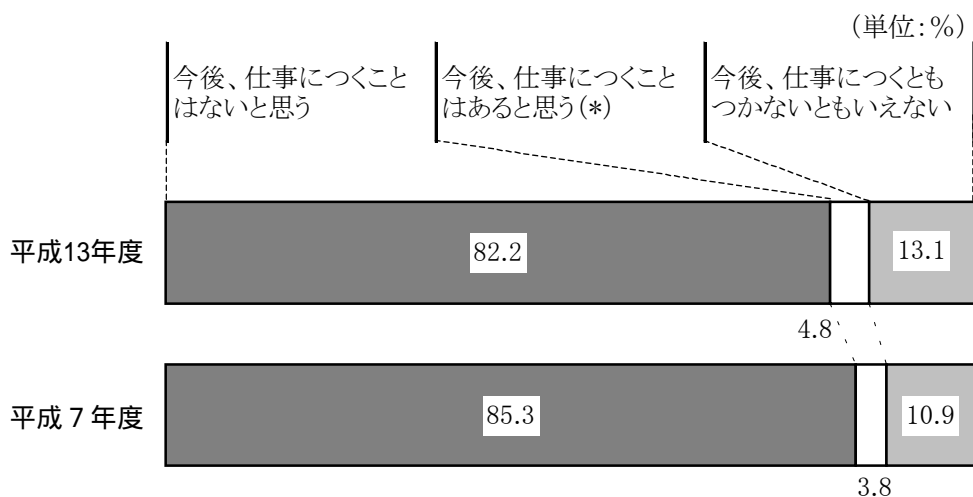 (単位:%)
今後、仕事につくこと
はないと思う
今後、仕事につくこと
はあると思う(*)
今後、仕事につくとも
つかないともいえない
平成13年度
82.2
13.1
4.8
平成７年度
85.3
10.9
3.8